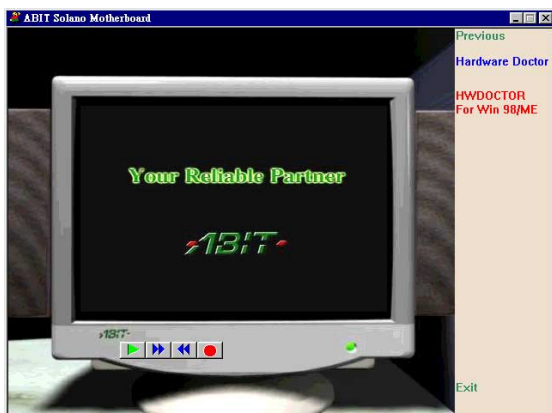 ABIT Solano Motherboard
Previous
Hardware Doctor
HWDOCTOR
For Win 98/ME
Your Reliable Partner
ABIT
ABIT
Exit